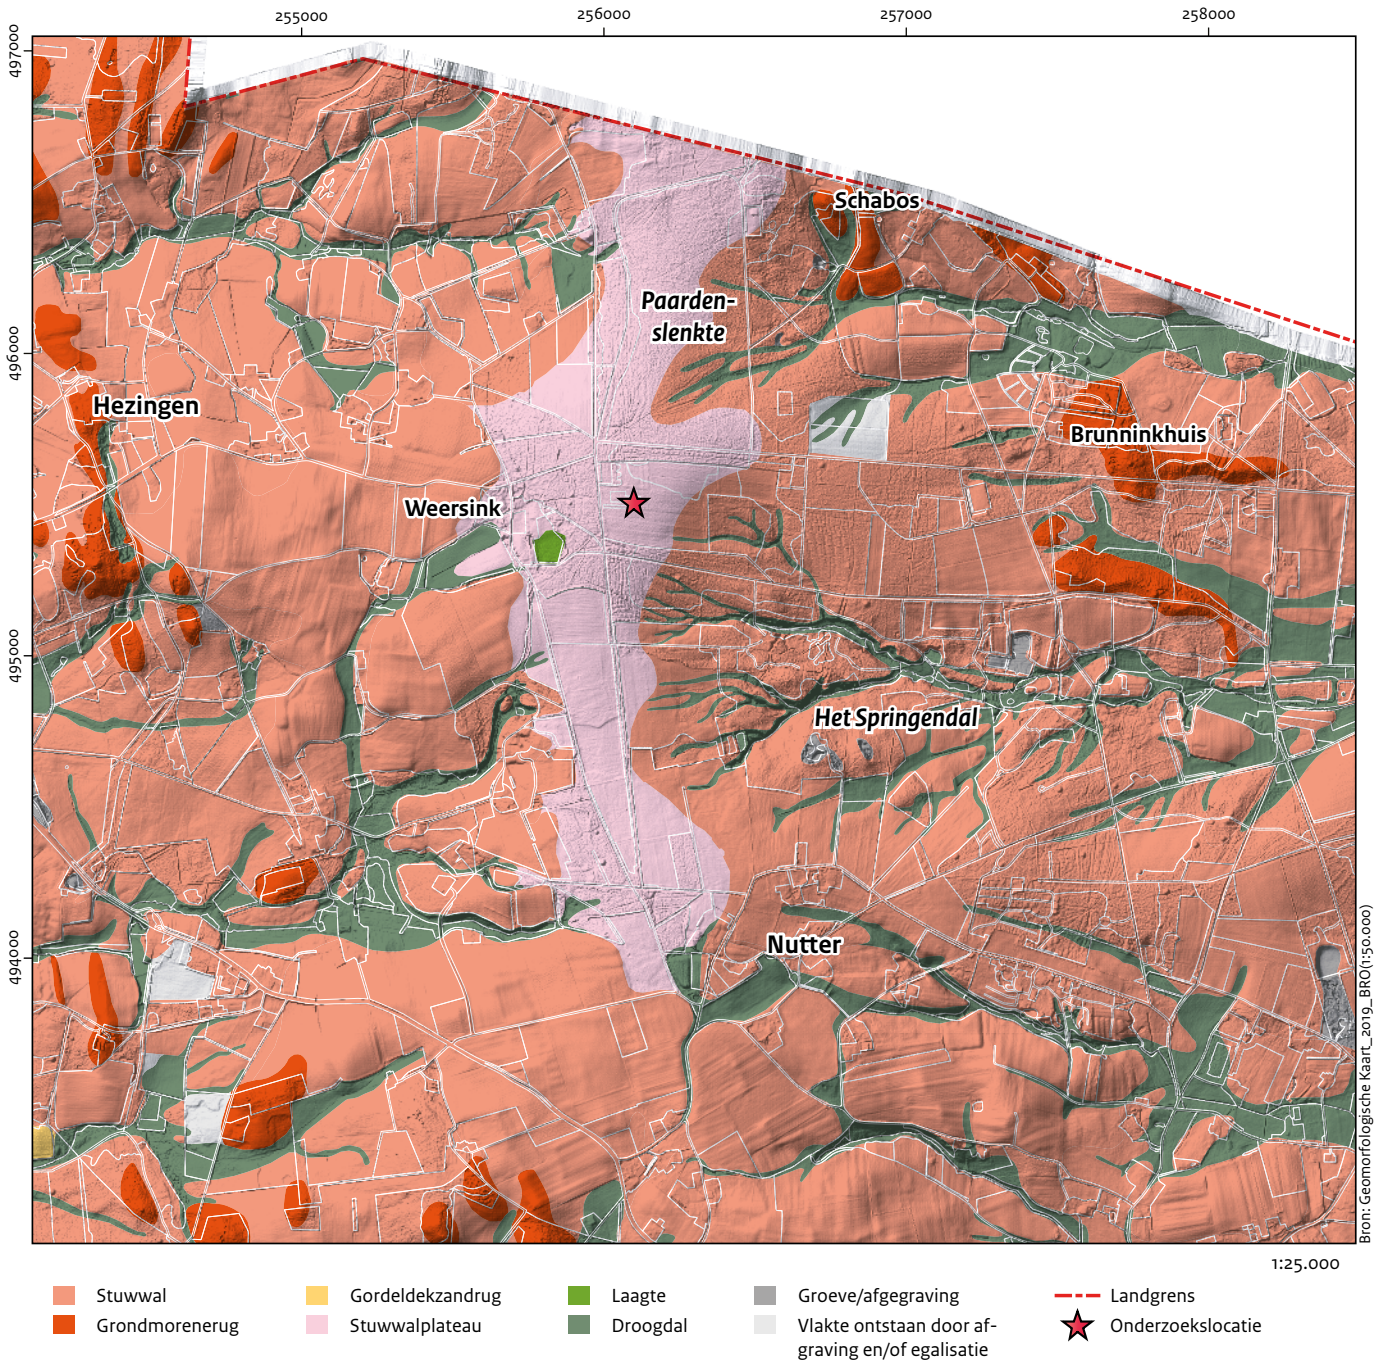 255000
256000
257000
258000
497000
496000
495000
494000
Schabos
Paarden-
slenkte
Hezingen
Brunninkhuis
Weersink
Het Springendal
Nutter
Bron: Geomorfologische Kaart_2019_BRO(1:50.000)
1:25.000
Stuwwal
Grondmorenerug
Gordeldekzandrug
Stuwwalplateau
Laagte
Droogdal
Groeve/afgegraving
Vlakte ontstaan door af-
graving en/of egalisatie
Landgrens
Onderzoekslocatie